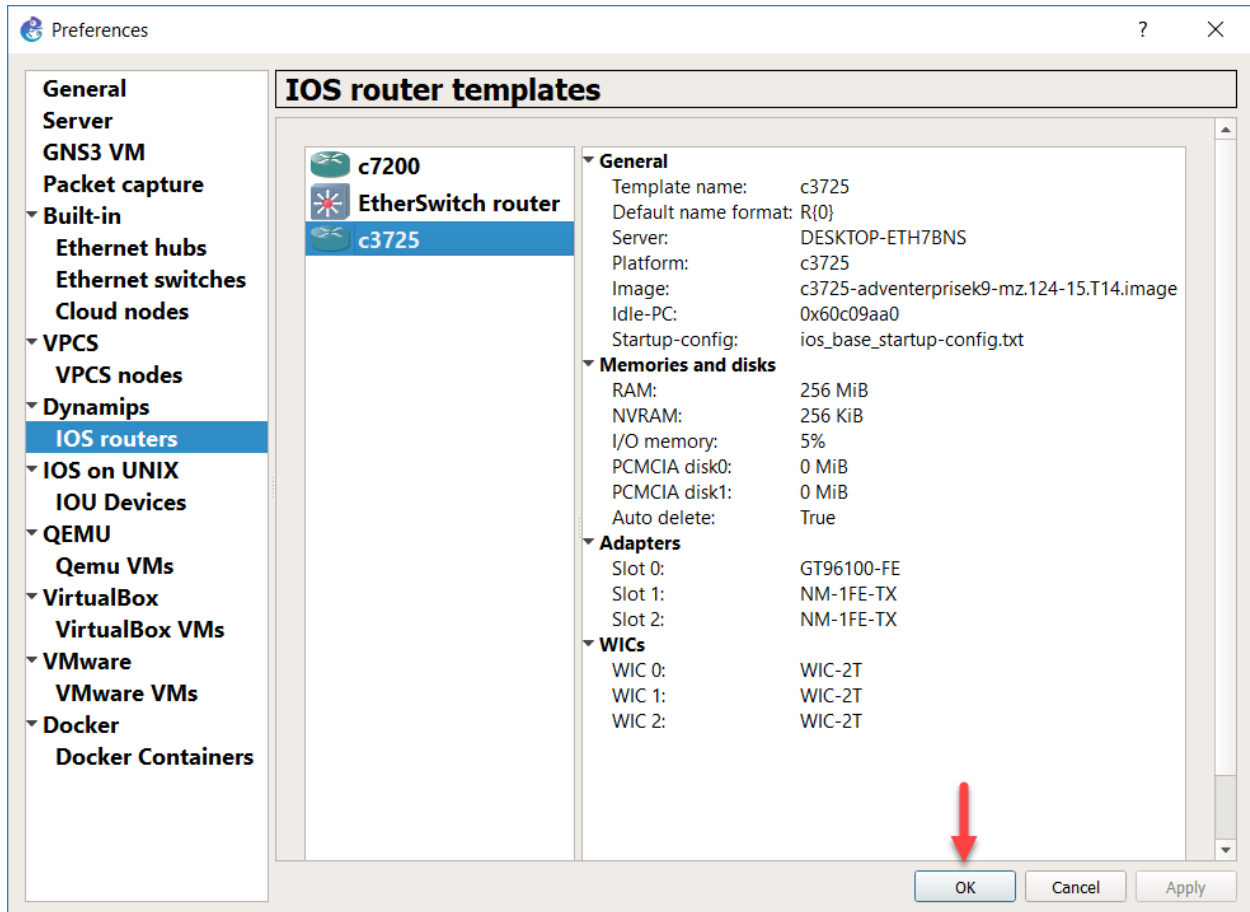 Preferences
?
General
Server
GNS3 VM
Packet capture
Built-in
Ethernet hubs
Ethernet switches
Cloud nodes
VPCS
VPCS nodes
Dynamips
IOS routers
IOS on UNIX
IOU Devices
QEMU
Qemu VMs
VirtualBox
VirtualBox VMs
VMware
VMware VMs
Docker
Docker Containers
IOS router templates
c7200
EtherSwitch router
c3725
General
Template name: c3725
Default name format: R{0}
Server: DESKTOP-ETH7BNS
Platform: c3725
Image: c3725-adventerprisek9-mz.124-15.T14.image
Idle-PC: 0x60c09aa0
Startup-config: ios_base_startup-config.txt
Memories and disks
RAM: 256 MiB
NVRAM: 256 KiB
I/O memory: 5%
PCMCIA disk0: 0 MiB
PCMCIA disk1: 0 MiB
Auto delete: True
Adapters
Slot 0: GT96100-FE
Slot 1: NM-1FE-TX
Slot 2: NM-1FE-TX
WICs
WIC 0: WIC-2T
WIC 1: WIC-2T
WIC 2: WIC-2T
OK Cancel Apply